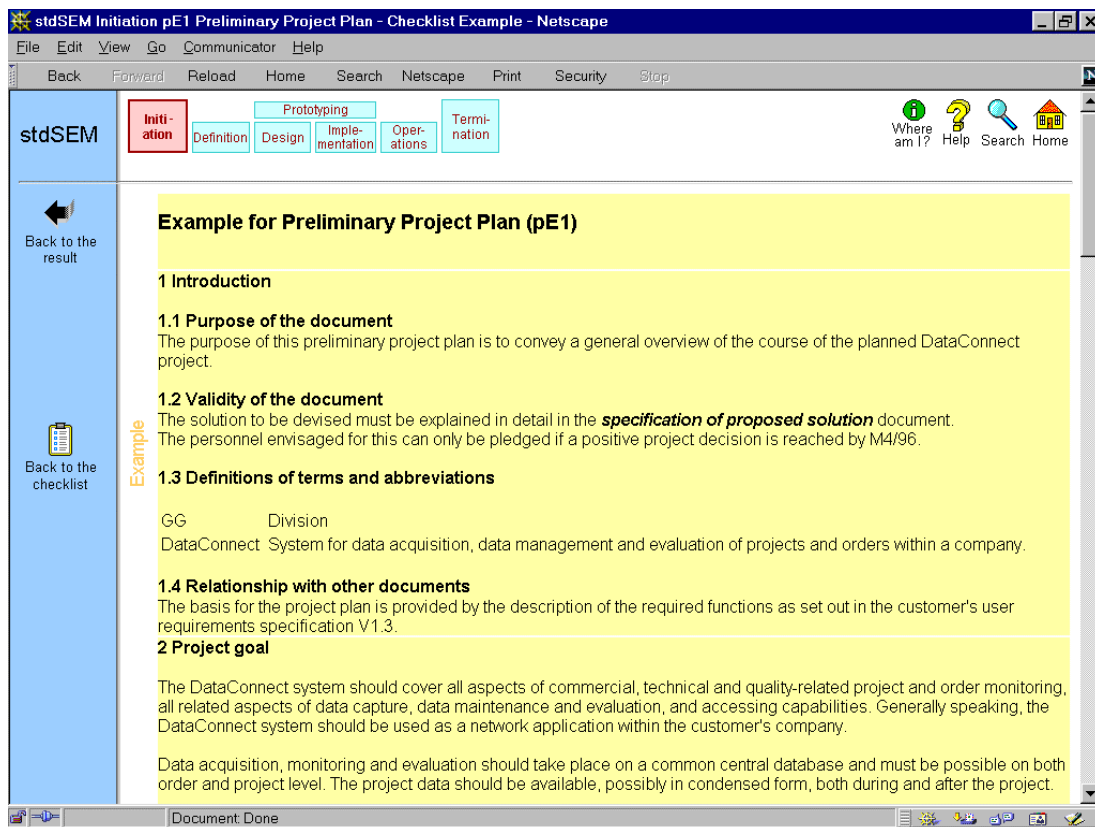 stdSEM Initiation pE1 Preliminary Project Plan - Checklist Example - Netscape
File Edit View Go Communicator Help
Back Forward Reload Home Search Netscape Print Security Stop
stdSEM
Initi-
ation
Definition
Prototyping
Design
Imple-
mentation
Oper-
ations
Termi-
nation
Where
am I?
Help
Search
Home
Back to the
result
Back to the
checklist
Example
Example for Preliminary Project Plan (pE1)
1 Introduction
1.1 Purpose of the document
The purpose of this preliminary project plan is to convey a general overview of the course of the planned DataConnect
project.
1.2 Validity of the document
The solution to be devised must be explained in detail in the specification of proposed solution document.
The personnel envisaged for this can only be pledged if a positive project decision is reached by M4/96.
1.3 Definitions of terms and abbreviations
GG Division
DataConnect System for data acquisition, data management and evaluation of projects and orders within a company.
1.4 Relationship with other documents
The basis for the project plan is provided by the description of the required functions as set out in the customer's user
requirements specification V1.3.
2 Project goal
The DataConnect system should cover all aspects of commercial, technical and quality-related project and order monitoring,
all related aspects of data capture, data maintenance and evaluation, and accessing capabilities. Generally speaking, the
DataConnect system should be used as a network application within the customer's company.
Data acquisition, monitoring and evaluation should take place on a common central database and must be possible on both
order and project level. The project data should be available, possibly in condensed form, both during and after the project.
Document: Done